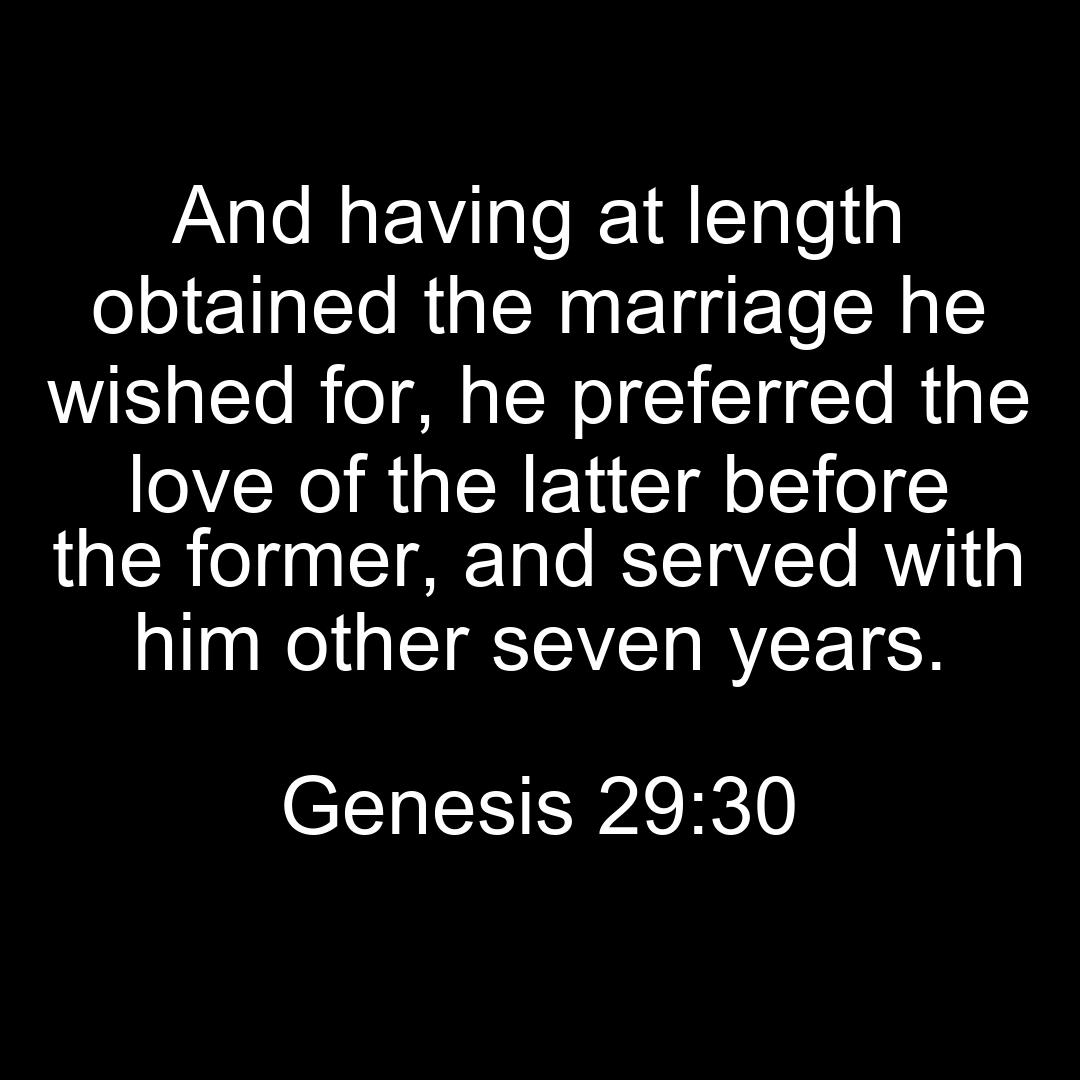 And having at length
obtained the marriage he
wished for, he preferred the
love of the latter before
the former, and served with
him other seven years.
Genesis 29:30